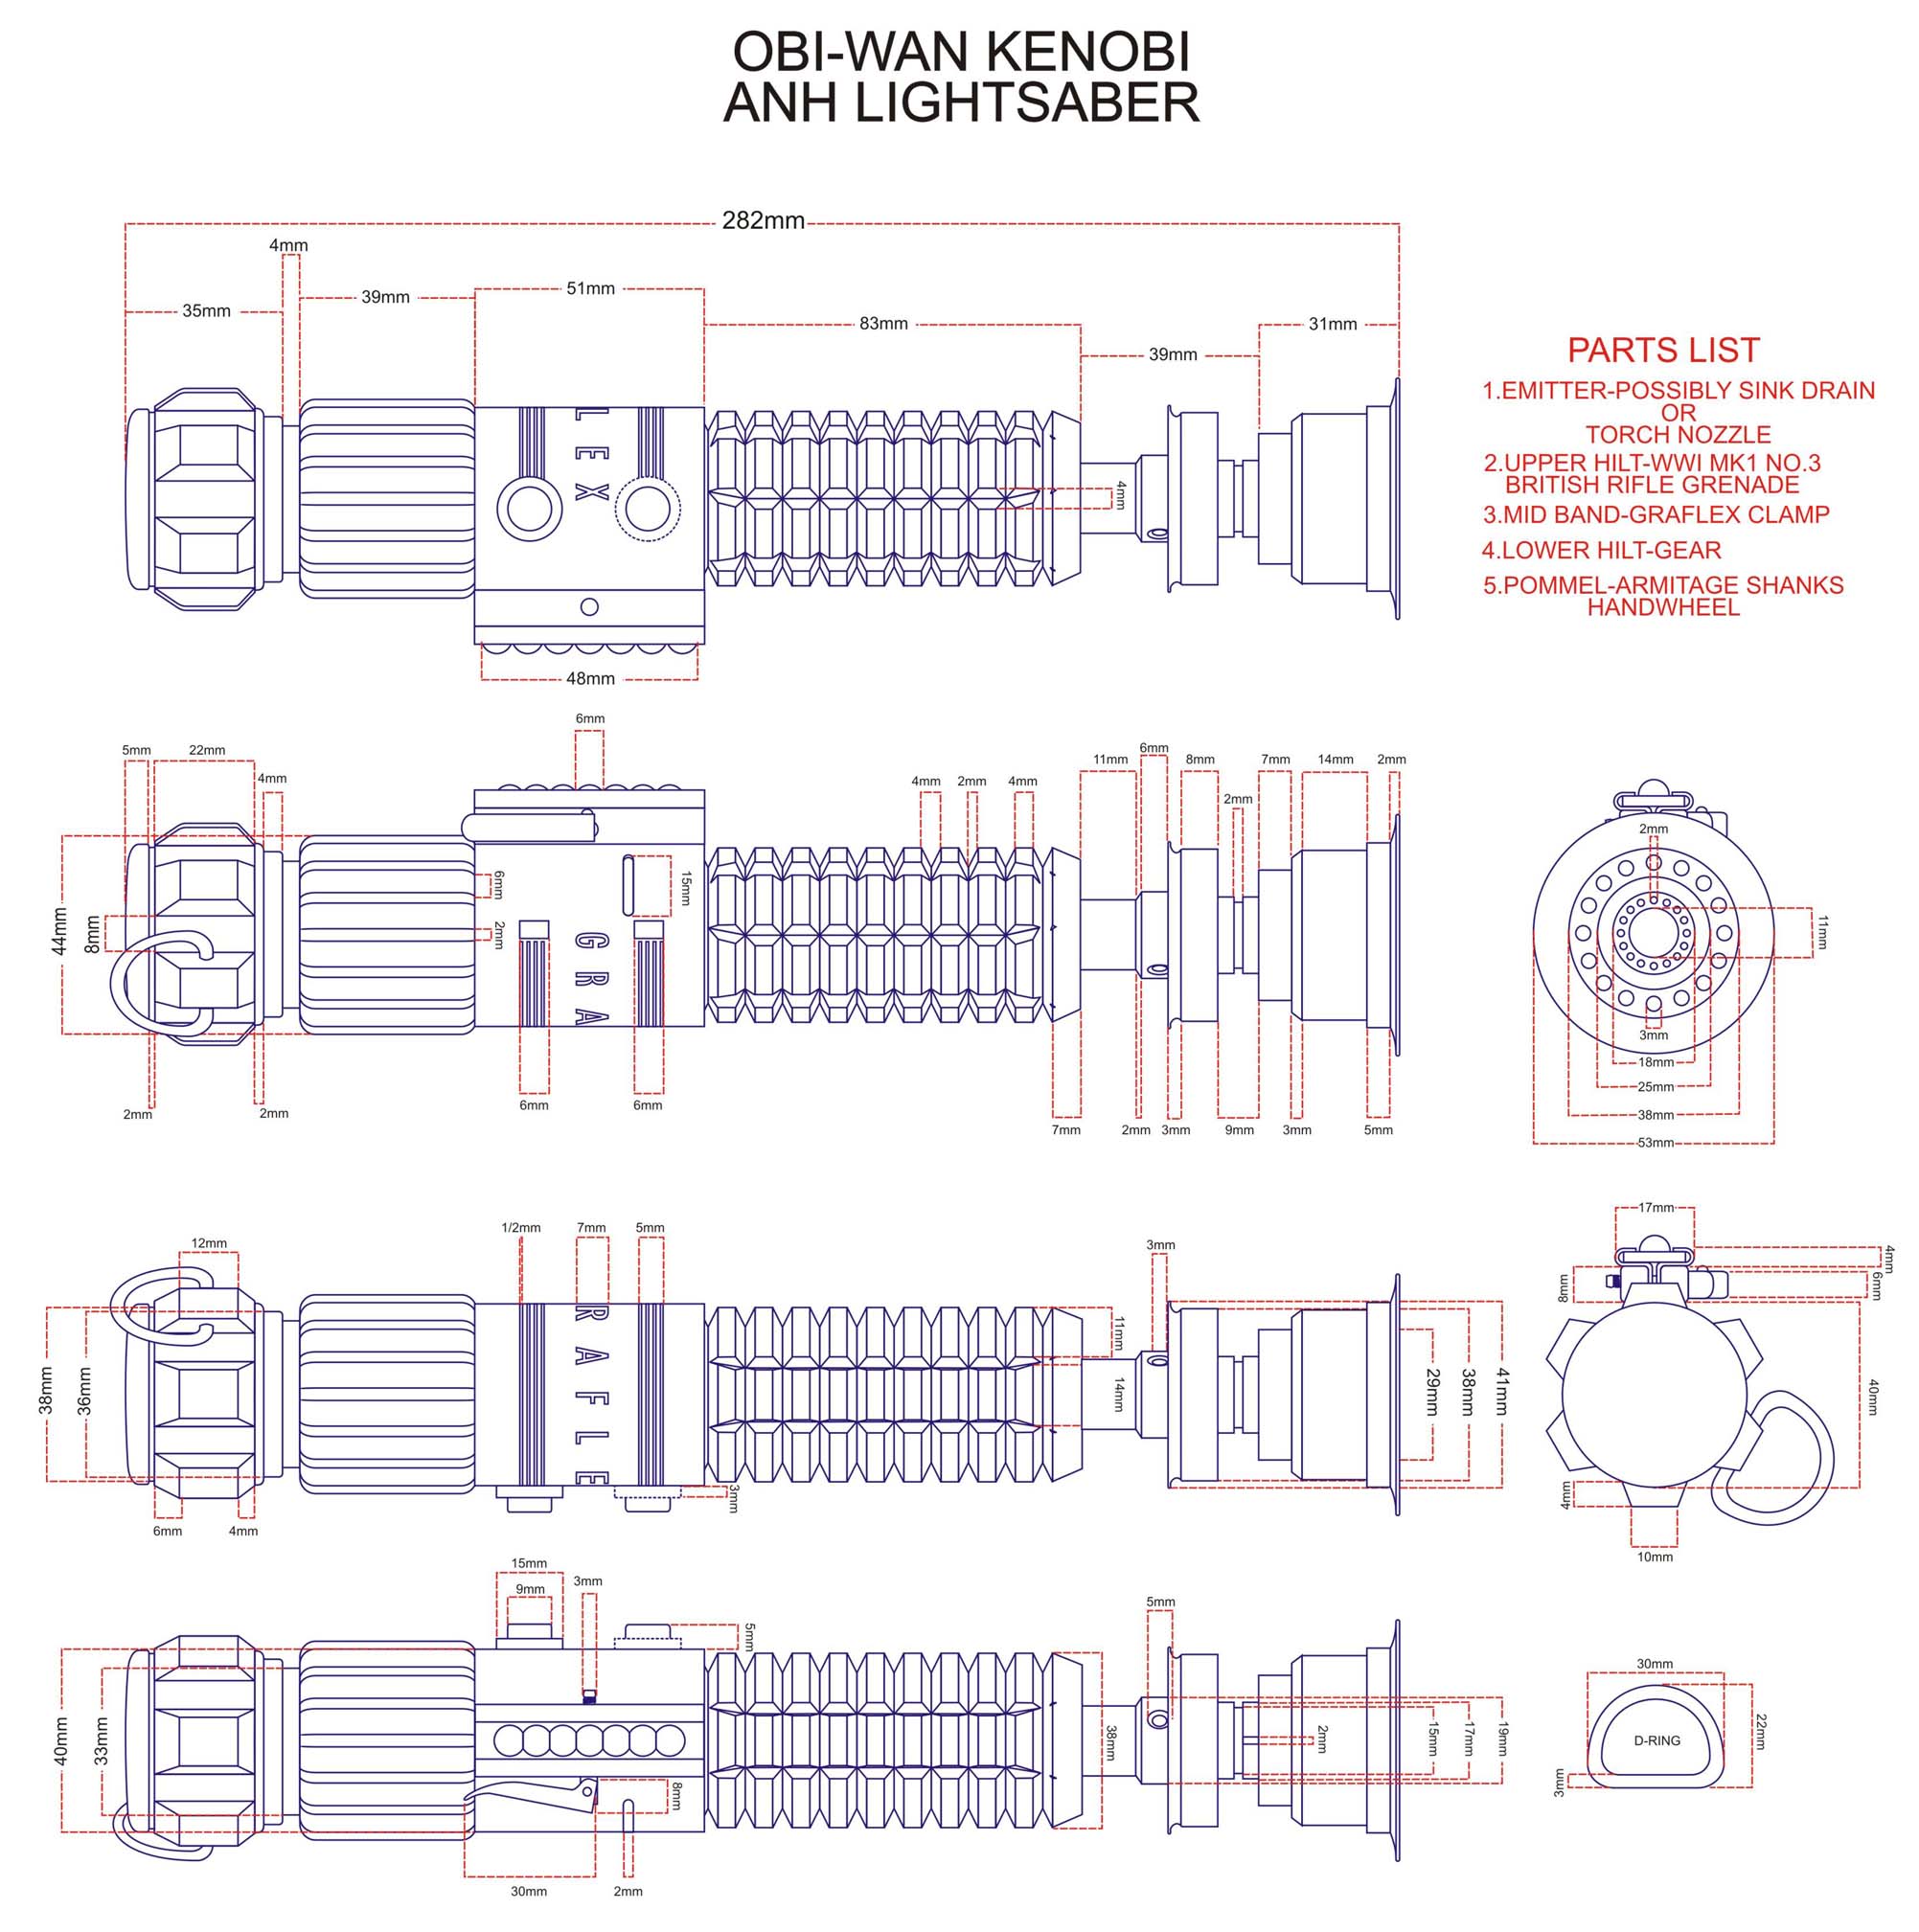 OBI-WAN KENOBI
ANH LIGHTSABER
282mm
4mm
35mm
39mm
51mm
83mm
39mm
31mm
L E X
4mm
48mm
PARTS LIST
1.EMITTER-POSSIBLY SINK DRAIN
OR
TORCH NOZZLE
2.UPPER HILT-WWI MK1 NO.3
BRITISH RIFLE GRENADE
3.MID BAND-GRAFLEX CLAMP
4.LOWER HILT-GEAR
5.POMMEL-ARMITAGE SHANKS
HANDWHEEL
6mm
5mm
22mm
4mm
4mm
2mm
4mm
11mm
6mm
8mm
2mm
7mm
14mm
2mm
44mm
8mm
6mm
2mm
15mm
G R A
2mm
2mm
6mm
6mm
7mm
2mm
3mm
9mm
3mm
5mm
2mm
11mm
3mm
18mm
25mm
38mm
53mm
12mm
1/2mm
7mm
5mm
3mm
38mm
36mm
R A F L E
11mm
14mm
29mm
38mm
41mm
6mm
4mm
3mm
17mm
4mm
6mm
8mm
40mm
4mm
10mm
15mm
9mm
3mm
5mm
5mm
40mm
33mm
8mm
38mm
2mm
15mm
17mm
19mm
30mm
2mm
30mm
D-RING
22mm
3mm